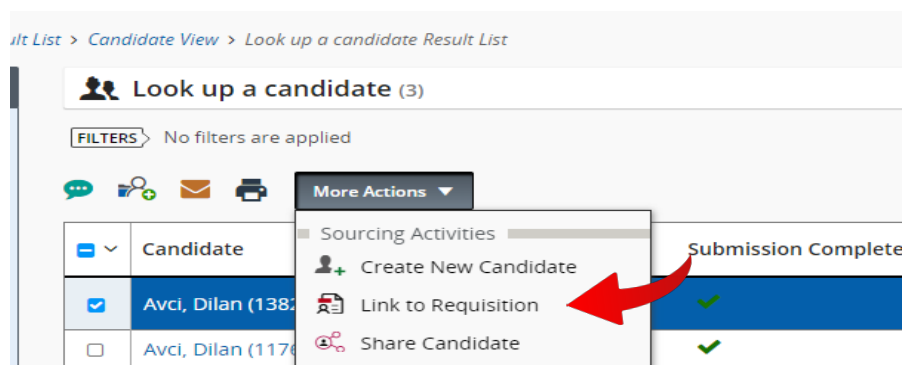 List > Candidate View > Look up a candidate Result List
Look up a candidate (3)
FILTERS No filters are applied
More Actions
Sourcing Activities
Candidate
Submission Complete
Create New Candidate
Avci, Dilan (1382
Link to Requisition
Avci, Dilan (1176
Share Candidate